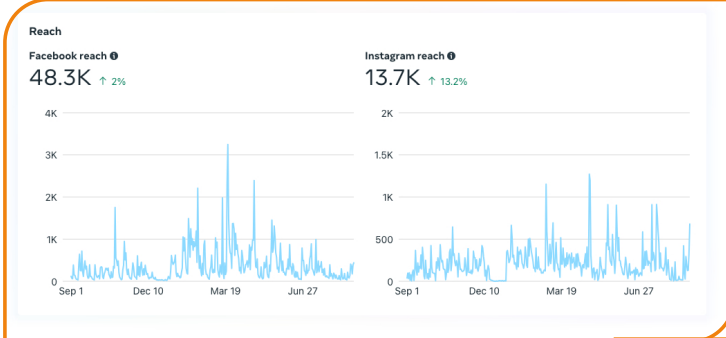 Reach
Facebook reach Instagram reach
48.3K ↑ 2% 13.7K ↑ 13.2%
4K 2K
3K 1.5K
2K 1K
1K 500
0 0
Sep 1 Dec 10 Mar 19 Jun 27 Sep 1 Dec 10 Mar 19 Jun 27